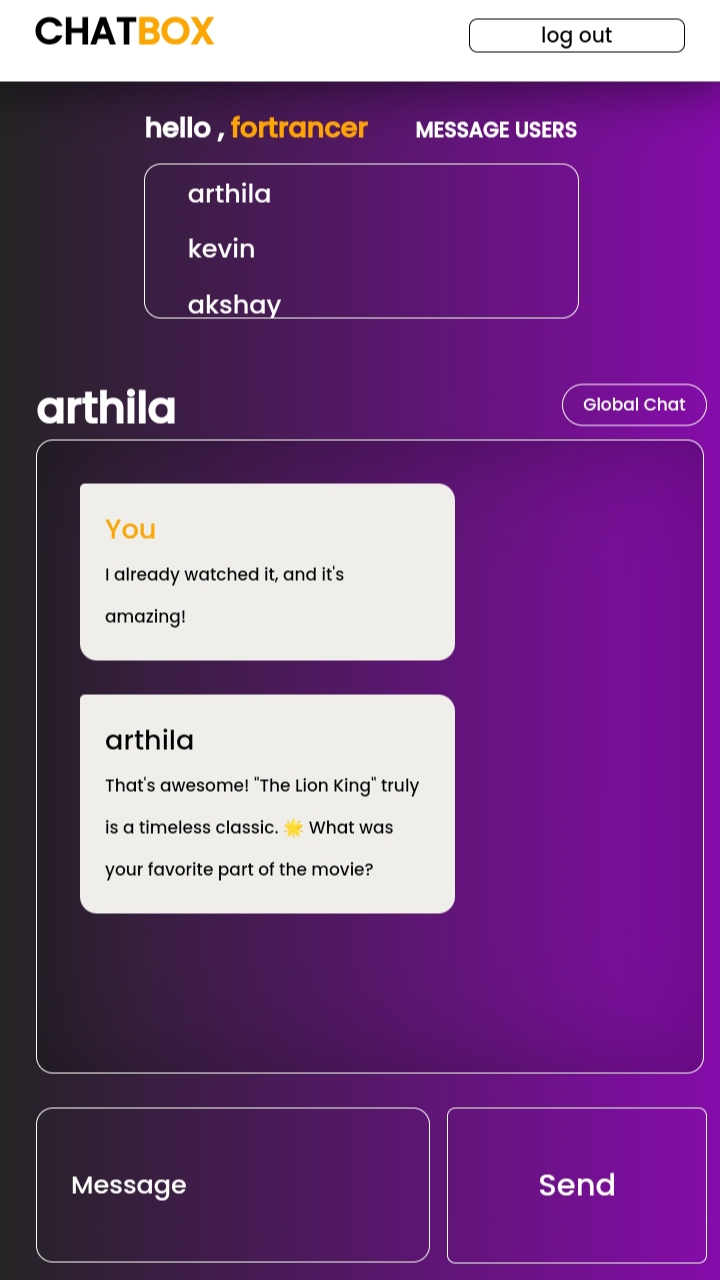 CHATBOX
log out
hello , fortrancer
MESSAGE USERS
arthila
kevin
akshay
arthila
Global Chat
You
I already watched it, and it's
amazing!
arthila
That's awesome! "The Lion King" truly
is a timeless classic. 🌟 What was
your favorite part of the movie?
Message
Send